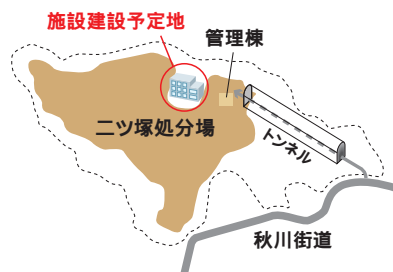 施設建設予定地
管理棟
二ツ塚処分場
トンネル
秋川街道